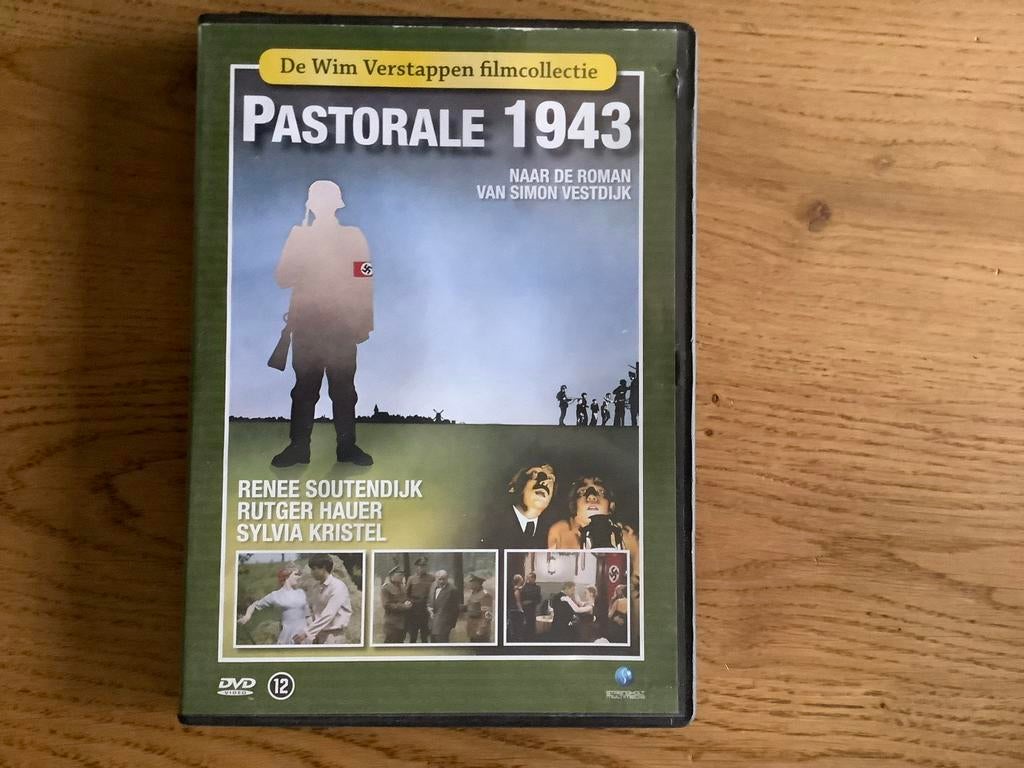 De Wim Verstappen filmcollectie
PASTORALE 1943
NAAR DE ROMAN
VAN SIMON VESTDIJK
RENEE SOUTENDIJK
RUTGER HAUER
SYLVIA KRISTEL
DVD
VIDEO
12